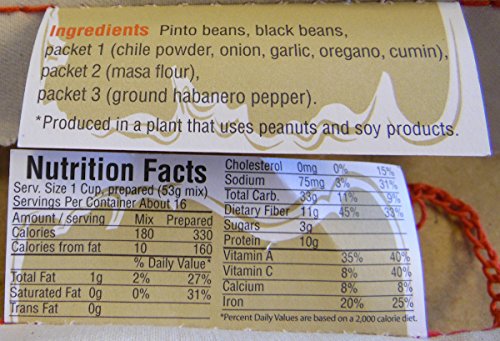 Ingredients Pinto beans, black beans,
packet 1 (chile powder, onion, garlic, oregano, cumin),
packet 2 (masa flour),
packet 3 (ground habanero pepper).
*Produced in a plant that uses peanuts and soy products.
Nutrition Facts
Serv. Size 1 Cup, prepared (53g mix)
Servings Per Container About 16
Amount / serving Mix Prepared
Calories 180 330
Calories from fat 10 160
% Daily Value*
Total Fat 1g 2% 27%
Saturated Fat 0g 0% 31%
Trans Fat 0g
Cholesterol 0mg 0% 15%
Sodium 75mg 3% 31%
Total Carb. 33g 11% 9%
Dietary Fiber 11g 45% 33%
Sugars 3g
Protein 10g
Vitamin A 35% 40%
Vitamin C 8% 40%
Calcium 8% 8%
Iron 20% 25%
*Percent Daily Values are based on a 2,000 calorie diet.